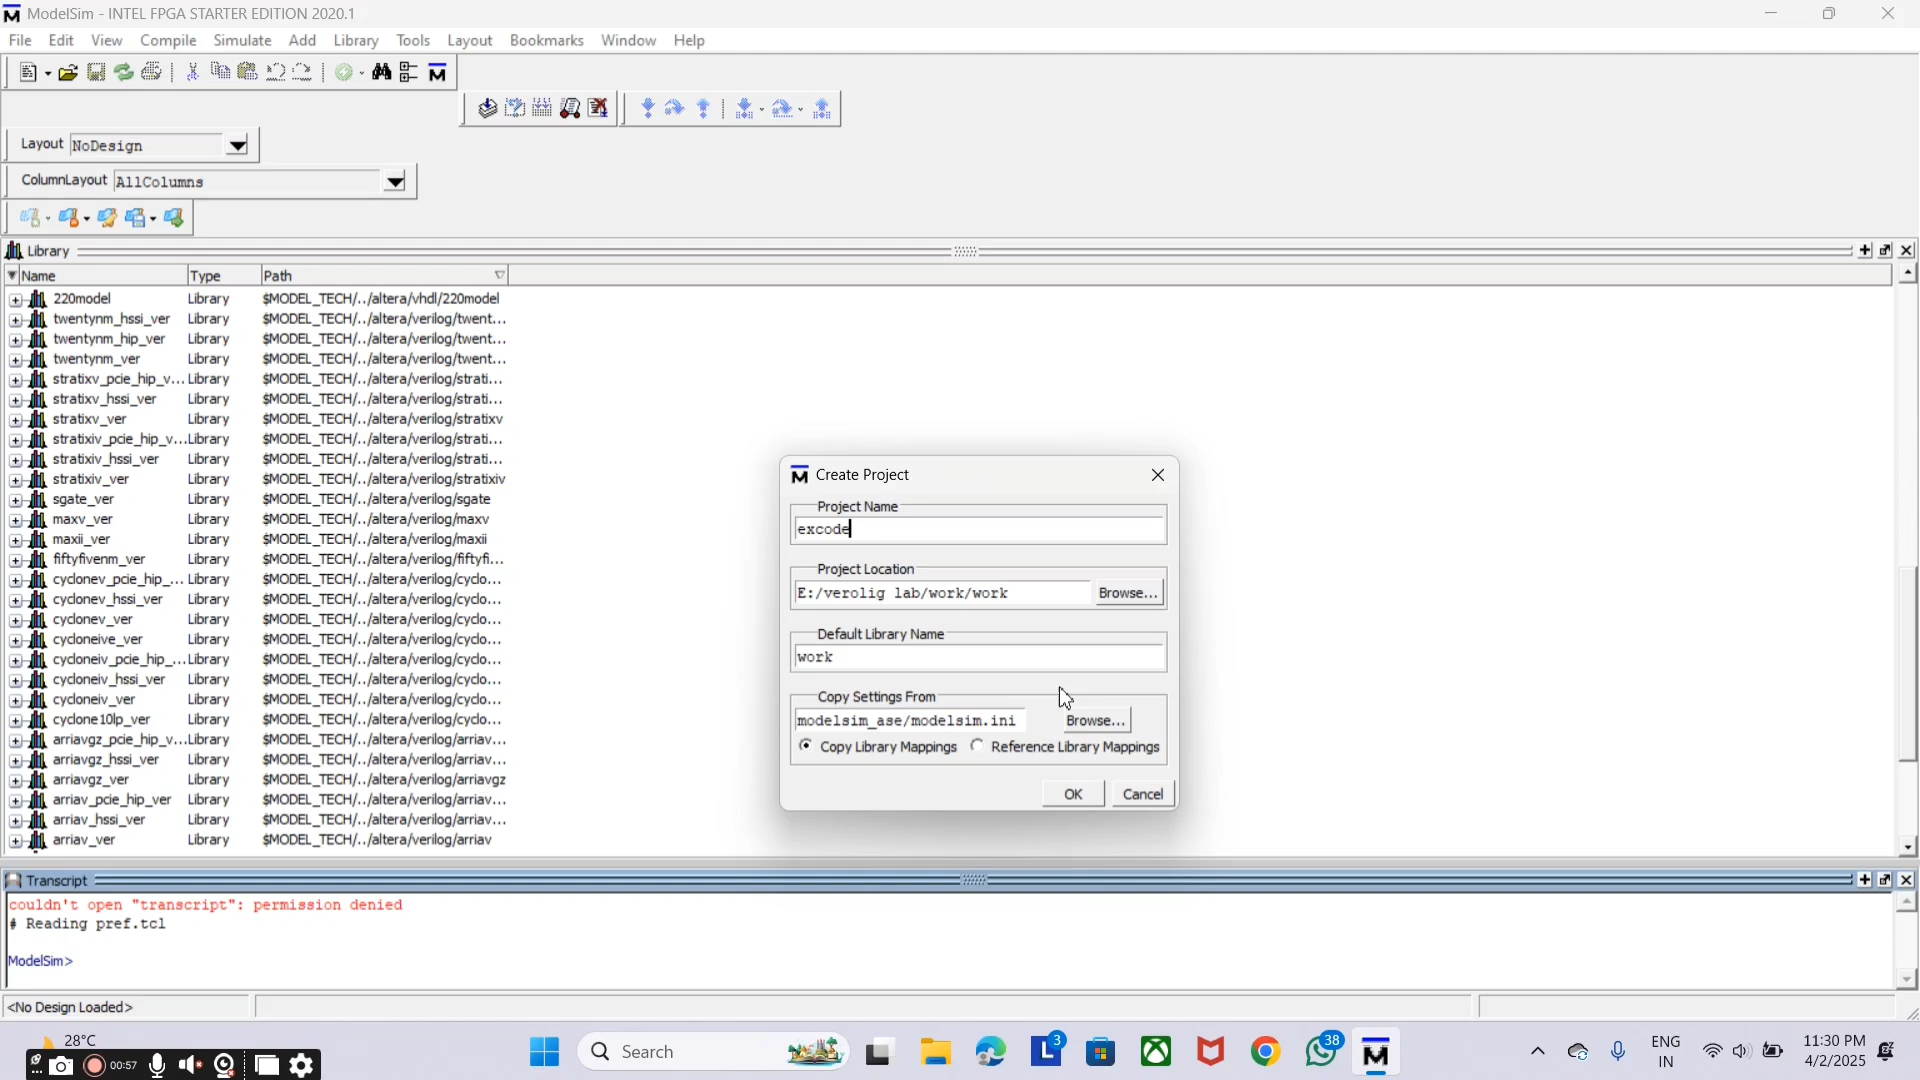 ModelSim - INTEL FPGA STARTER EDITION 2020.1
File Edit View Compile Simulate Add Library Tools Layout Bookmarks Window Help
Layout NoDesign
ColumnLayout AllColumns
Library
Name Type Path
220model Library $MODEL_TECH/../altera/vhdl/220model
twentynm_hssi_ver Library $MODEL_TECH/../altera/verilog/twent...
twentynm_hip_ver Library $MODEL_TECH/../altera/verilog/twent...
twentynm_ver Library $MODEL_TECH/../altera/verilog/twent...
stratixv_pcie_hip_v... Library $MODEL_TECH/../altera/verilog/strati...
stratixv_hssi_ver Library $MODEL_TECH/../altera/verilog/strati...
stratixv_ver Library $MODEL_TECH/../altera/verilog/stratixv
stratixiv_pcie_hip_v... Library $MODEL_TECH/../altera/verilog/strati...
stratixiv_hssi_ver Library $MODEL_TECH/../altera/verilog/strati...
stratixiv_ver Library $MODEL_TECH/../altera/verilog/stratixiv
sgate_ver Library $MODEL_TECH/../altera/verilog/sgate
maxv_ver Library $MODEL_TECH/../altera/verilog/maxv
maxii_ver Library $MODEL_TECH/../altera/verilog/maxii
fiftyfivenm_ver Library $MODEL_TECH/../altera/verilog/fiftyfi...
cyclonev_pcie_hip_... Library $MODEL_TECH/../altera/verilog/cyclo...
cyclonev_hssi_ver Library $MODEL_TECH/../altera/verilog/cyclo...
cyclonev_ver Library $MODEL_TECH/../altera/verilog/cyclo...
cycloneive_ver Library $MODEL_TECH/../altera/verilog/cyclo...
cycloneiv_pcie_hip_... Library $MODEL_TECH/../altera/verilog/cyclo...
cycloneiv_hssi_ver Library $MODEL_TECH/../altera/verilog/cyclo...
cycloneiv_ver Library $MODEL_TECH/../altera/verilog/cyclo...
cyclone10lp_ver Library $MODEL_TECH/../altera/verilog/cyclo...
arriavgz_pcie_hip_v... Library $MODEL_TECH/../altera/verilog/arriav...
arriavgz_hssi_ver Library $MODEL_TECH/../altera/verilog/arriav...
arriavgz_ver Library $MODEL_TECH/../altera/verilog/arriavgz
arriav_pcie_hip_ver Library $MODEL_TECH/../altera/verilog/arriav...
arriav_hssi_ver Library $MODEL_TECH/../altera/verilog/arriav...
arriav_ver Library $MODEL_TECH/../altera/verilog/arriav
Create Project
Project Name
excode
Project Location
E:/verolig lab/work/work Browse...
Default Library Name
work
Copy Settings From
modelsim_ase/modelsim.ini Browse...
Copy Library Mappings Reference Library Mappings
OK Cancel
Transcript
couldn't open "transcript": permission denied
# Reading pref.tcl
ModelSim>
<No Design Loaded>
28°C
00:57
Search
3
38
ENG
IN
11:30 PM
4/2/2025